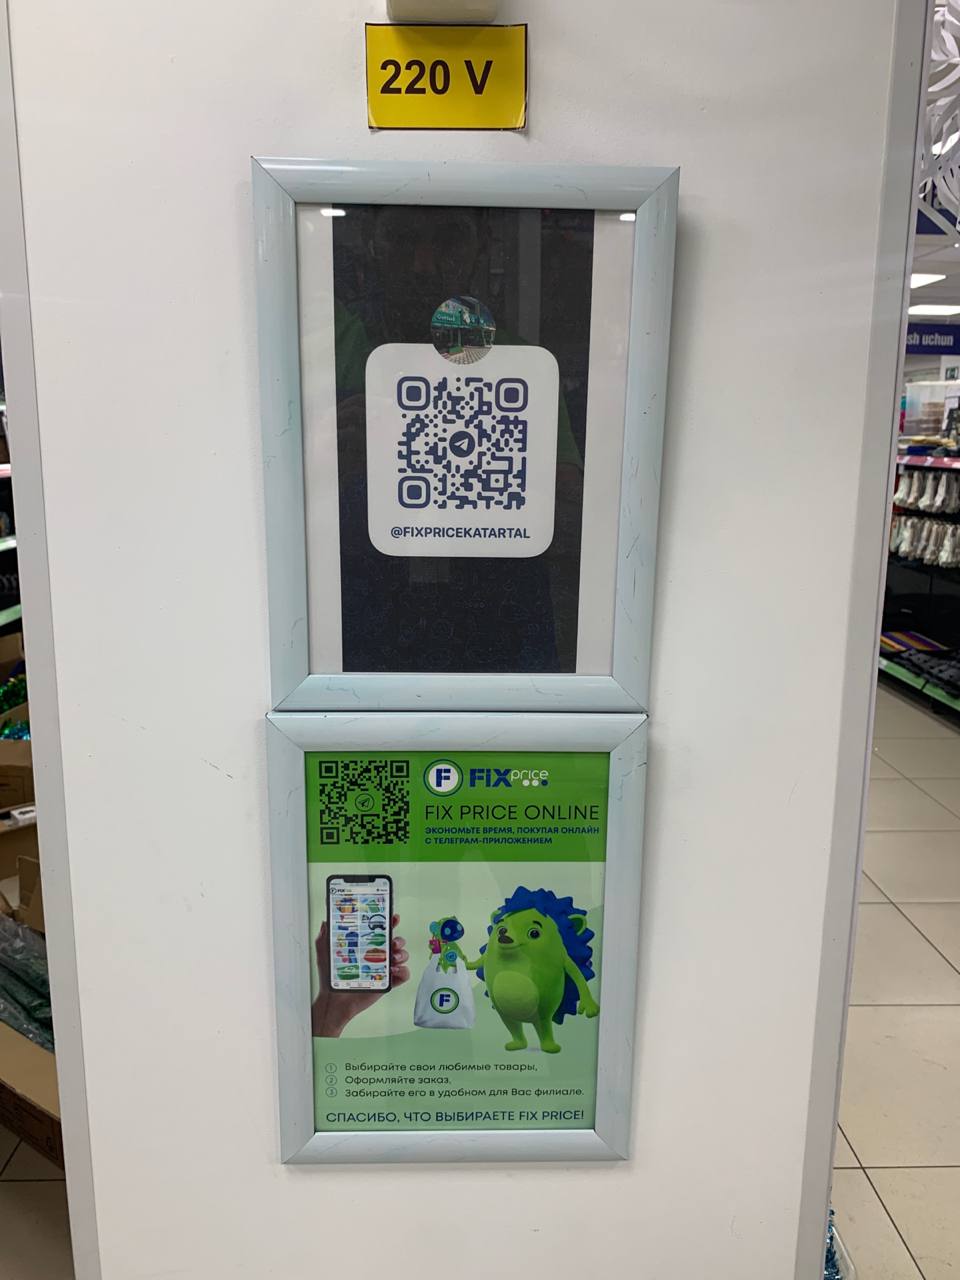 220 V
@FIXPRICEKATARTAL
F FIX price
FIX PRICE ONLINE
ЭКОНОМЬТЕ ВРЕМЯ, ПОКУПАЯ ОНЛАЙН
С ТЕЛЕГРАМ-ПРИЛОЖЕНИЕМ
F
1 Выбирайте свои любимые товары,
2 Оформляйте заказ,
3 Забирайте его в удобном для Вас филиале.
СПАСИБО, ЧТО ВЫБИРАЕТЕ FIX PRICE!
sh uchun